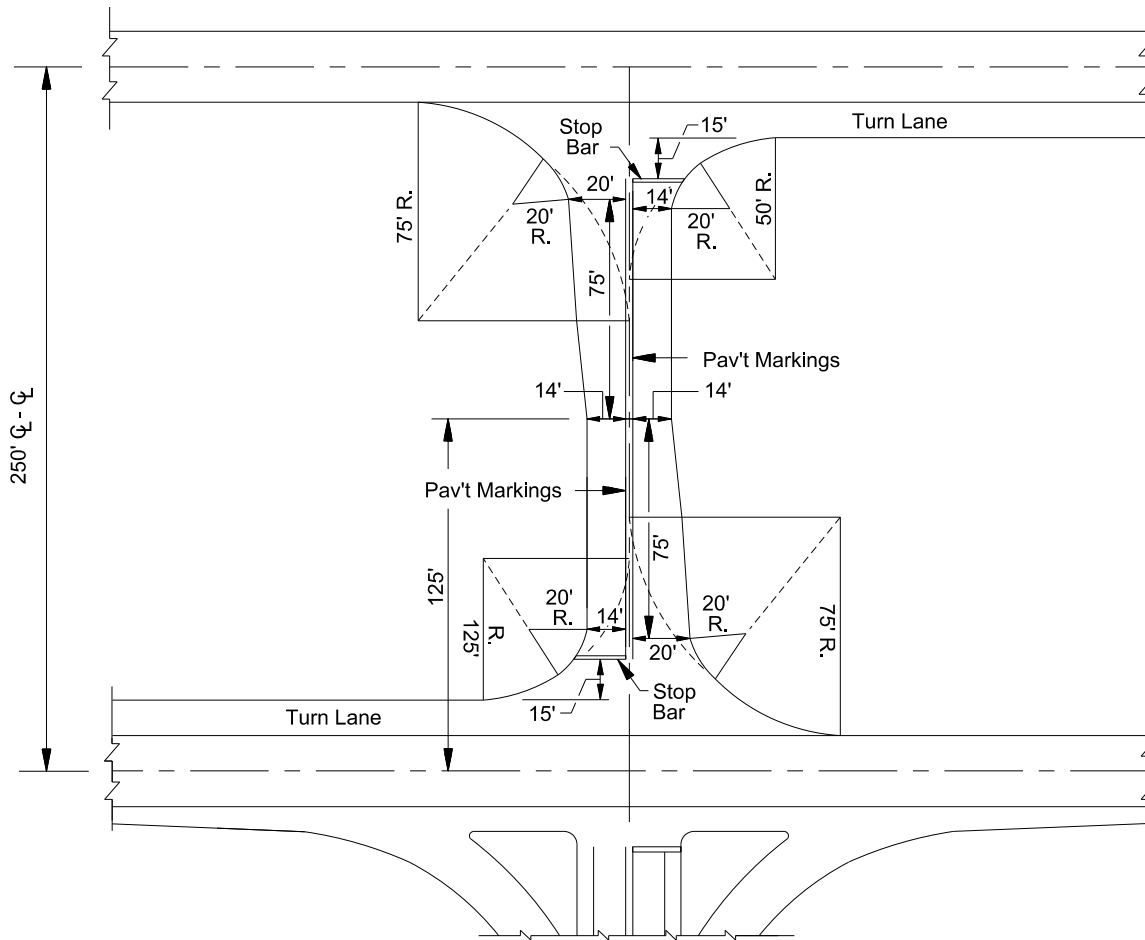 Turn Lane
15'
Stop
Bar
20'
14'
75' R.
20'
R.
20'
R.
50' R.
75'
Pav't Markings
14'
14'
250' ℄ - ℄
Pav't Markings
125'
75'
20'
R.
14'
20'
R.
125'
R.
20'
75' R.
15'
Stop
Bar
Turn Lane